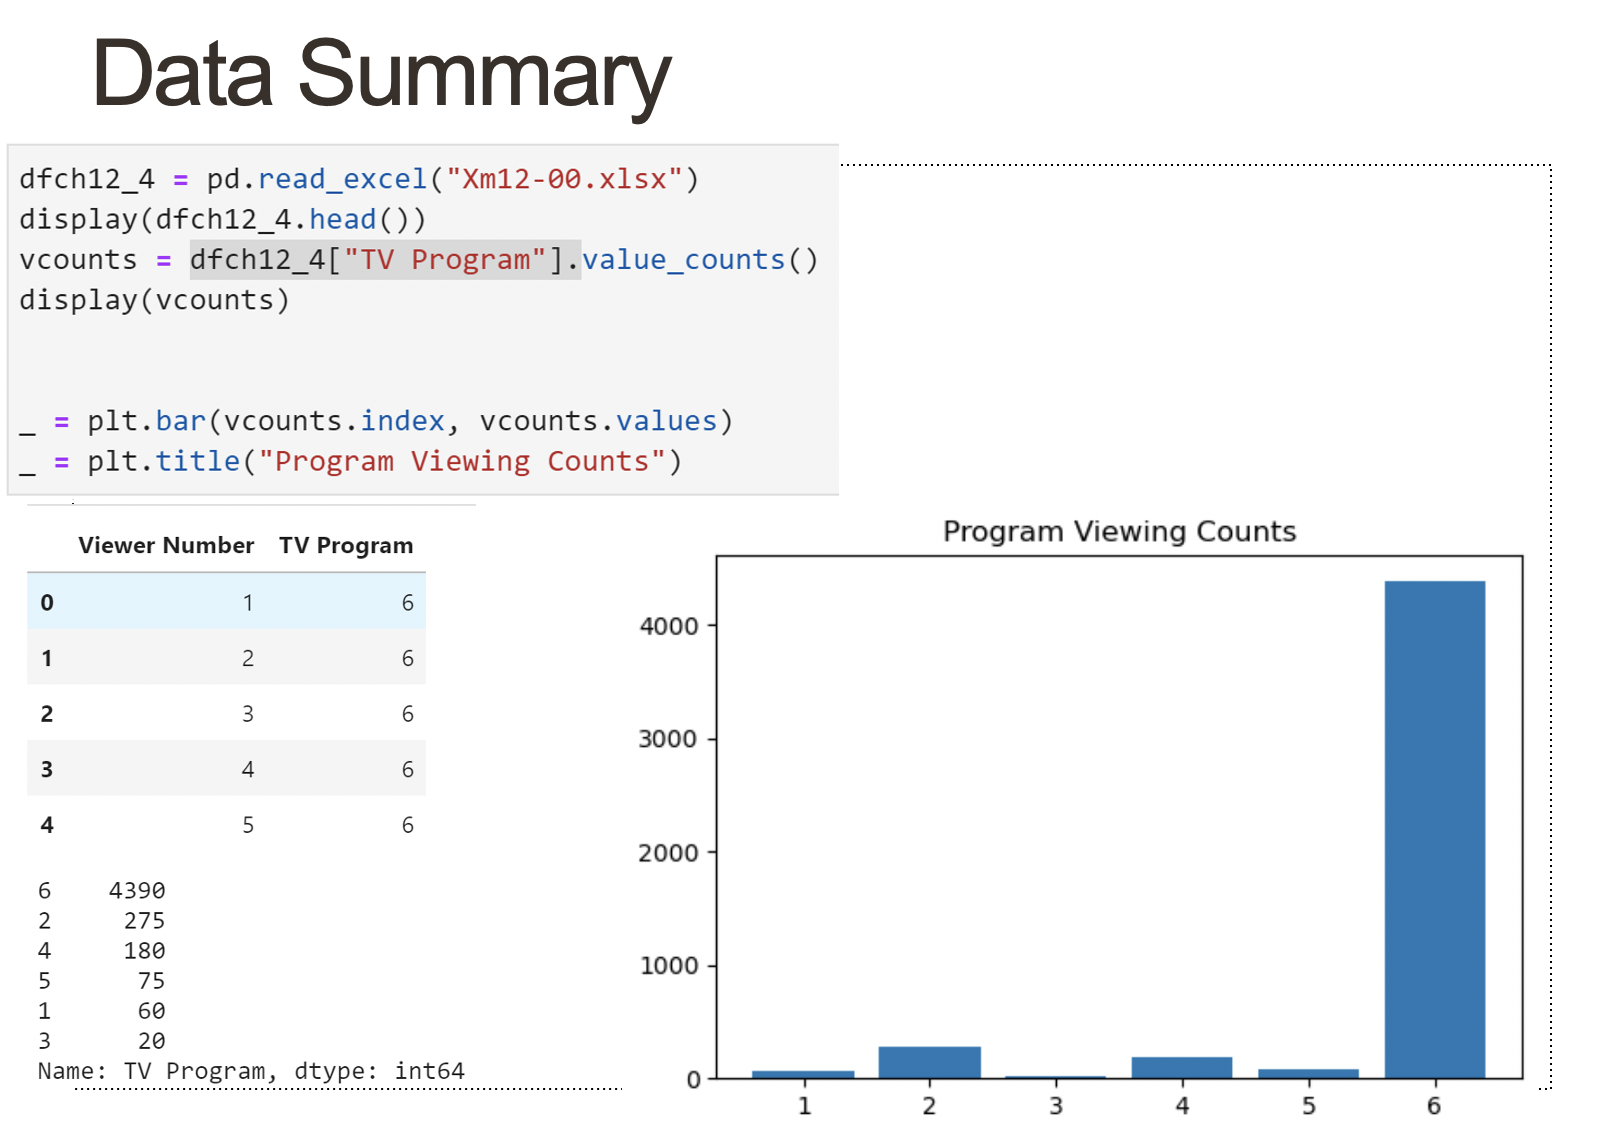 Data Summary
dfch12_4 = pd.read_excel("Xm12-00.xlsx")
display(dfch12_4.head())
vcounts = dfch12_4["TV Program"].value_counts()
display(vcounts)
_ = plt.bar(vcounts.index, vcounts.values)
_ = plt.title("Program Viewing Counts")
Viewer Number TV Program
0 1 6
1 2 6
2 3 6
3 4 6
4 5 6
6 4390
2 275
4 180
5 75
1 60
3 20
Name: TV Program, dtype: int64
Program Viewing Counts
4000
3000
2000
1000
0
1 2 3 4 5 6